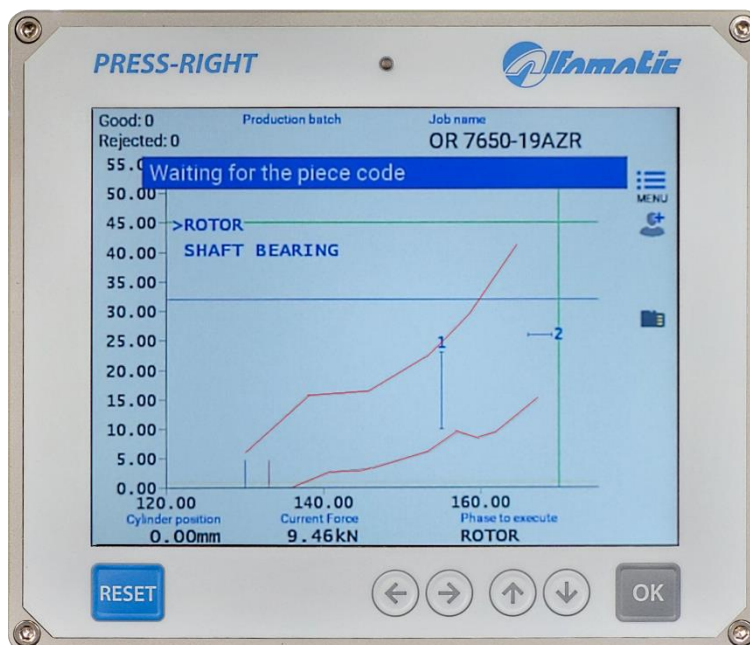 PRESS-RIGHT
Alfamatic
Good: 0
Production batch
Job name
Rejected: 0
OR 7650-19AZR
55.0
Waiting for the piece code
50.00
MENU
45.00
>ROTOR
40.00
SHAFT BEARING
35.00
30.00
25.00
1
2
20.00
15.00
10.00
5.00
0.00
120.00
140.00
160.00
Cylinder position
Current Force
Phase to execute
0.00mm
9.46kN
ROTOR
RESET
OK